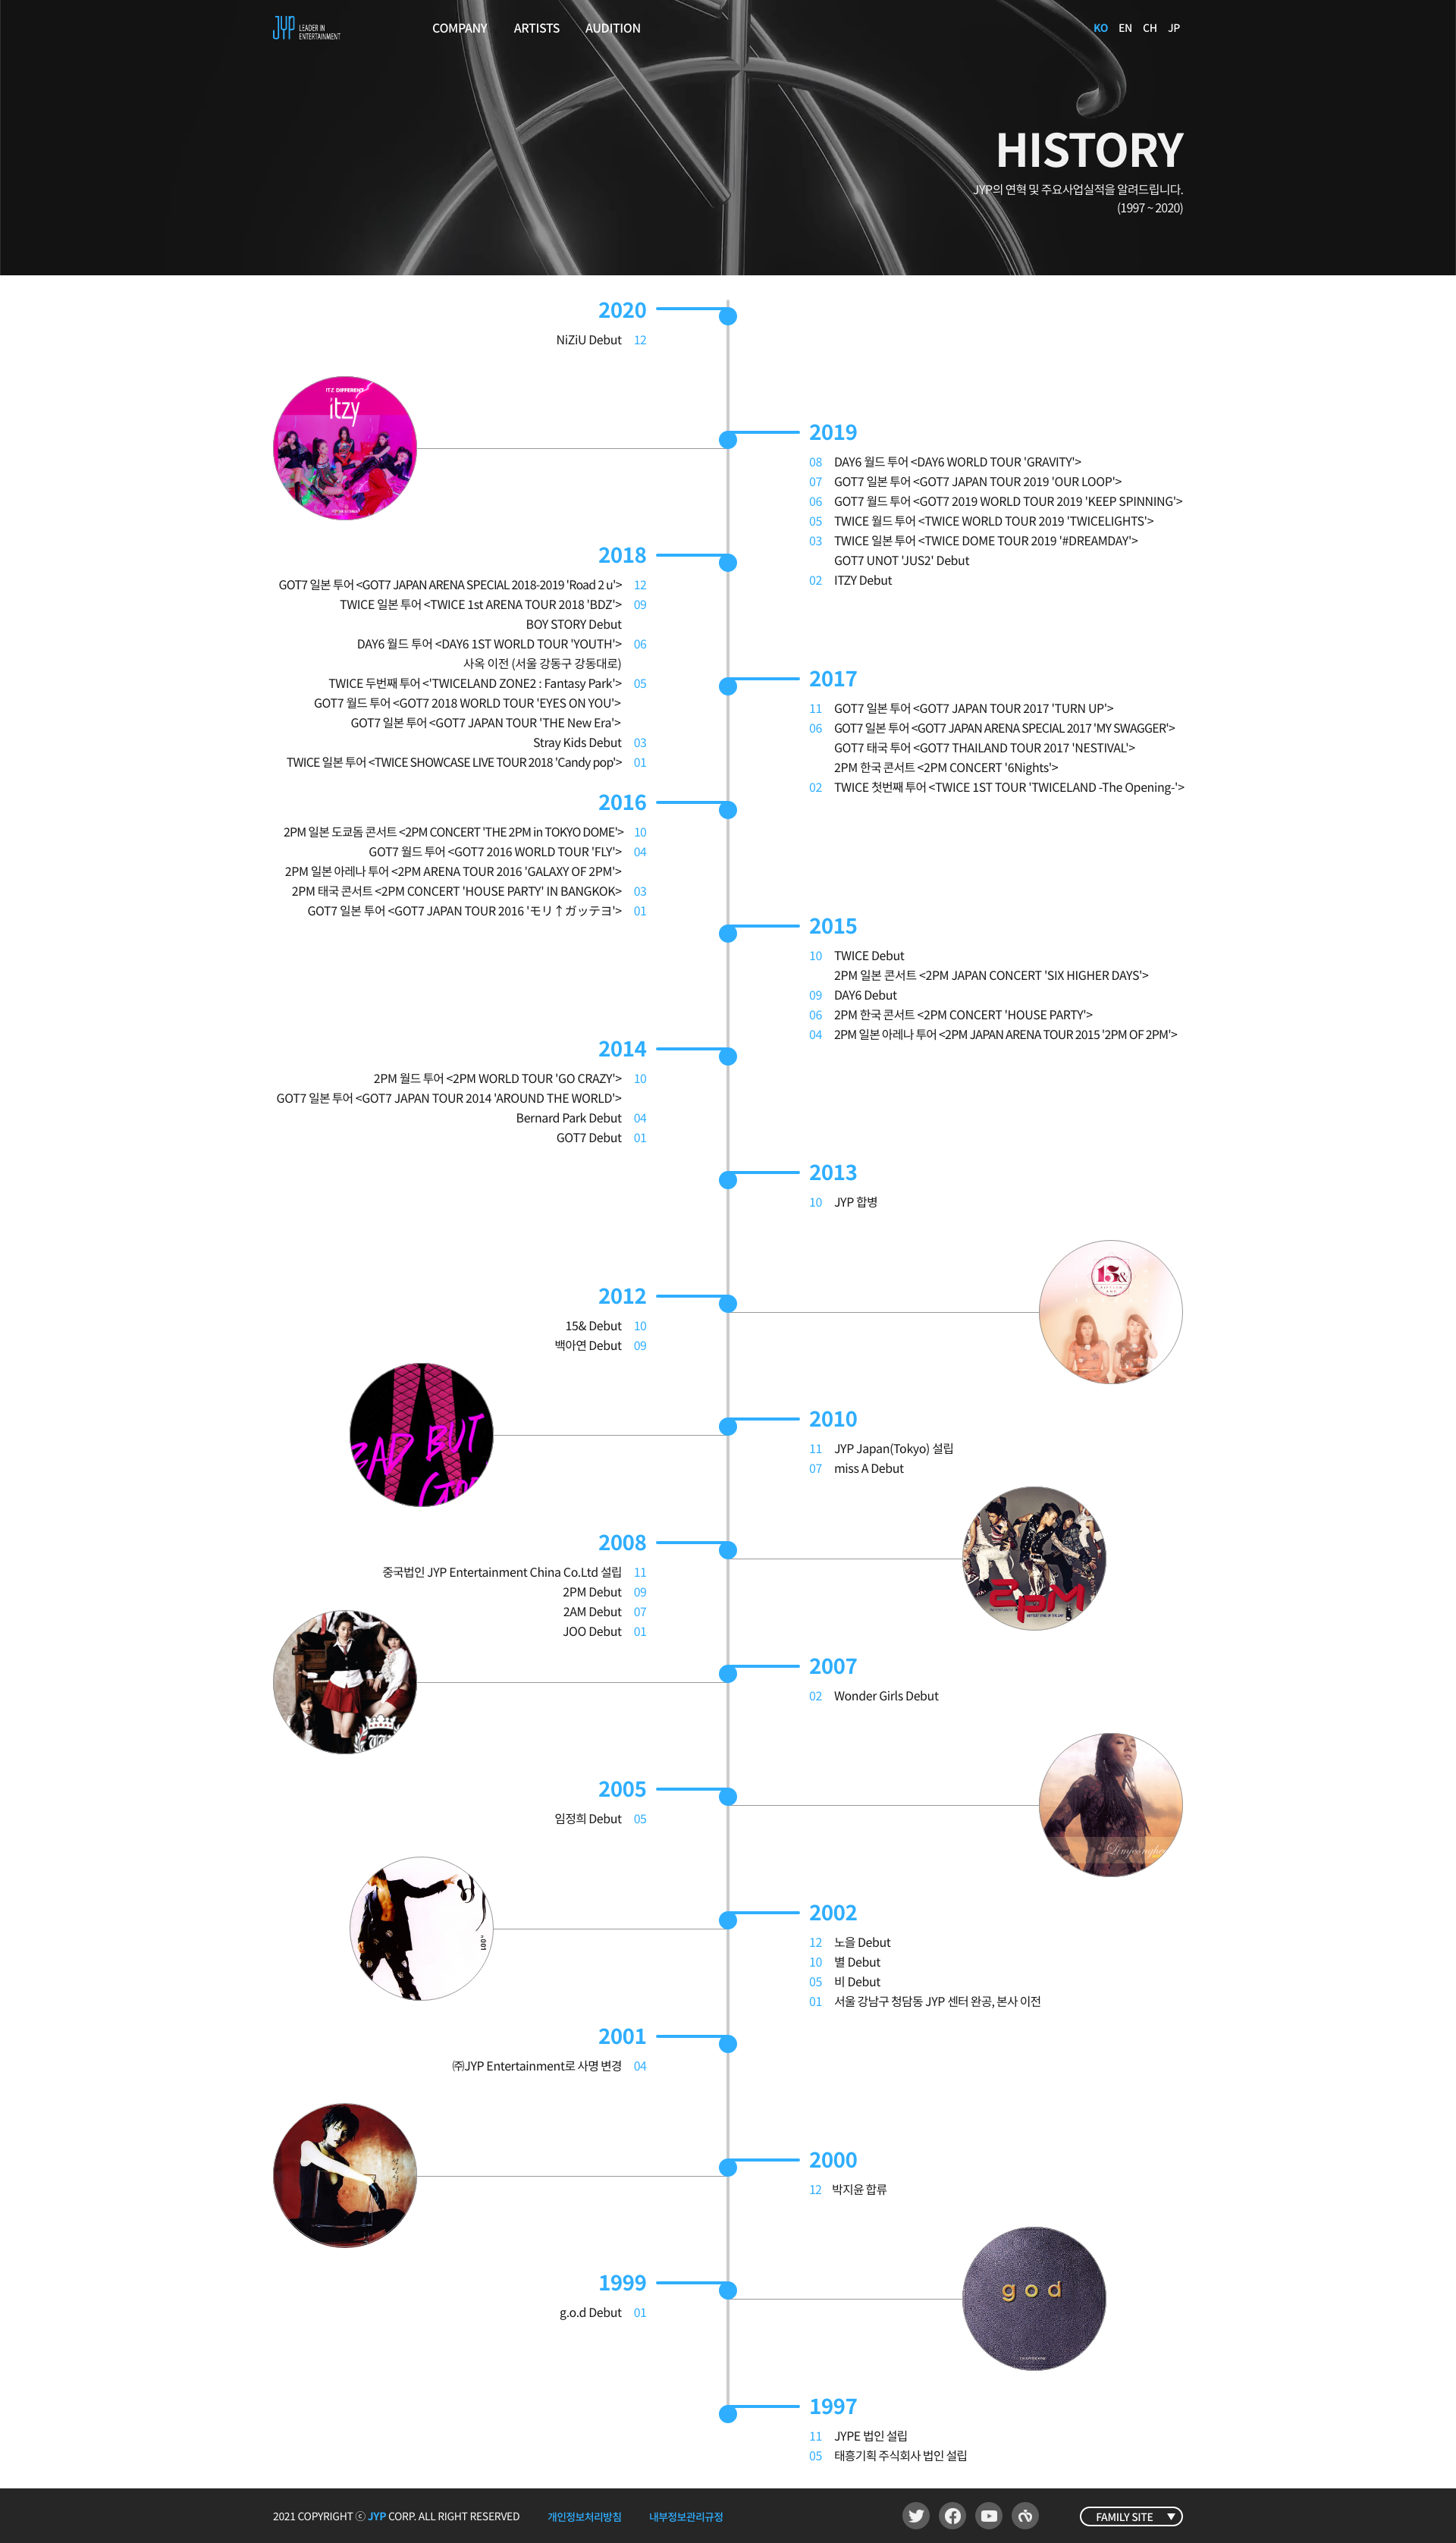 JYP LEADER IN
ENTERTAINMENT
COMPANY ARTISTS AUDITION
KO EN CH JP
HISTORY
JYP의 연혁 및 주요사업실적을 알려드립니다.
(1997 ~ 2020)
2020
NiZiU Debut 12
ITZ DIFFERENT
itzy
2019
08 DAY6 월드 투어 <DAY6 WORLD TOUR 'GRAVITY'>
07 GOT7 일본 투어 <GOT7 JAPAN TOUR 2019 'OUR LOOP'>
06 GOT7 월드 투어 <GOT7 2019 WORLD TOUR 2019 'KEEP SPINNING'>
05 TWICE 월드 투어 <TWICE WORLD TOUR 2019 'TWICELIGHTS'>
03 TWICE 일본 투어 <TWICE DOME TOUR 2019 '#DREAMDAY'>
GOT7 UNOT 'JUS2' Debut
02 ITZY Debut
2018
GOT7 일본 투어 <GOT7 JAPAN ARENA SPECIAL 2018-2019 'Road 2 u'> 12
TWICE 일본 투어 <TWICE 1st ARENA TOUR 2018 'BDZ'> 09
BOY STORY Debut
DAY6 월드 투어 <DAY6 1ST WORLD TOUR 'YOUTH'> 06
사옥 이전 (서울 강동구 강동대로)
TWICE 두번째 투어 <'TWICELAND ZONE2 : Fantasy Park'> 05
GOT7 월드 투어 <GOT7 2018 WORLD TOUR 'EYES ON YOU'>
GOT7 일본 투어 <GOT7 JAPAN TOUR 'THE New Era'>
Stray Kids Debut 03
TWICE 일본 투어 <TWICE SHOWCASE LIVE TOUR 2018 'Candy pop'> 01
2017
11 GOT7 일본 투어 <GOT7 JAPAN TOUR 2017 'TURN UP'>
06 GOT7 일본 투어 <GOT7 JAPAN ARENA SPECIAL 2017 'MY SWAGGER'>
GOT7 태국 투어 <GOT7 THAILAND TOUR 2017 'NESTIVAL'>
2PM 한국 콘서트 <2PM CONCERT '6Nights'>
02 TWICE 첫번째 투어 <TWICE 1ST TOUR 'TWICELAND -The Opening-'>
2016
2PM 일본 도쿄돔 콘서트 <2PM CONCERT 'THE 2PM in TOKYO DOME'> 10
GOT7 월드 투어 <GOT7 2016 WORLD TOUR 'FLY'> 04
2PM 일본 아레나 투어 <2PM ARENA TOUR 2016 'GALAXY OF 2PM'>
2PM 태국 콘서트 <2PM CONCERT 'HOUSE PARTY' IN BANGKOK> 03
GOT7 일본 투어 <GOT7 JAPAN TOUR 2016 'モリ↑ガッテヨ'> 01
2015
10 TWICE Debut
2PM 일본 콘서트 <2PM JAPAN CONCERT 'SIX HIGHER DAYS'>
09 DAY6 Debut
06 2PM 한국 콘서트 <2PM CONCERT 'HOUSE PARTY'>
04 2PM 일본 아레나 투어 <2PM JAPAN ARENA TOUR 2015 '2PM OF 2PM'>
2014
2PM 월드 투어 <2PM WORLD TOUR 'GO CRAZY'> 10
GOT7 일본 투어 <GOT7 JAPAN TOUR 2014 'AROUND THE WORLD'>
Bernard Park Debut 04
GOT7 Debut 01
2013
10 JYP 합병
15&
2012
15& Debut 10
백아연 Debut 09
BAD BUT
2010
11 JYP Japan(Tokyo) 설립
07 miss A Debut
2PM
2008
중국법인 JYP Entertainment China Co.Ltd 설립 11
2PM Debut 09
2AM Debut 07
JOO Debut 01
2007
02 Wonder Girls Debut
2005
임정희 Debut 05
n001
2002
12 노을 Debut
10 별 Debut
05 비 Debut
01 서울 강남구 청담동 JYP 센터 완공, 본사 이전
2001
㈜JYP Entertainment로 사명 변경 04
2000
12 박지윤 합류
god
1999
g.o.d Debut 01
1997
11 JYPE 법인 설립
05 태흥기획 주식회사 법인 설립
2021 COPYRIGHT ⓒ JYP CORP. ALL RIGHT RESERVED 개인정보처리방침 내부정보관리규정
FAMILY SITE ▼